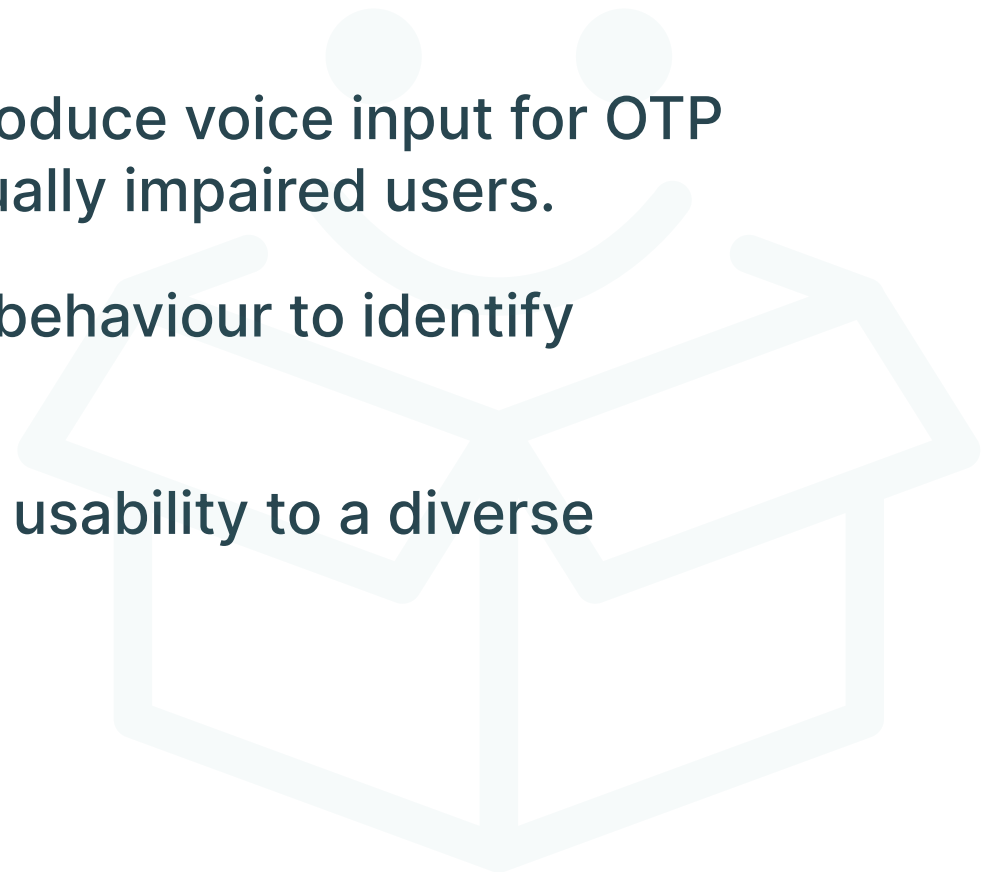 oduce voice input for OTP
ually impaired users.
behaviour to identify
usability to a diverse